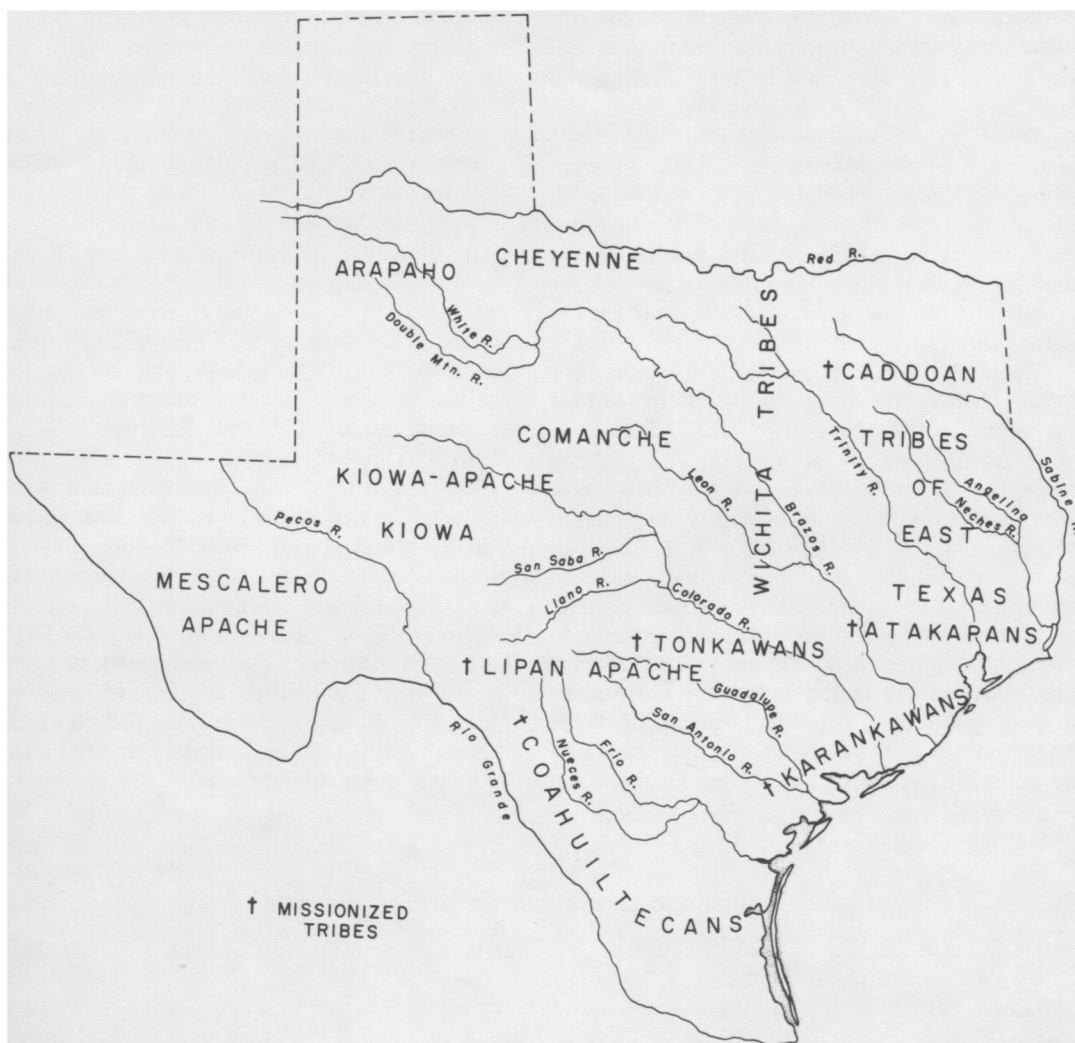 Red R.
ARAPAHO
CHEYENNE
White R.
Double Mtn. R.
WICHITA TRIBES
† CADDOAN
TRIBES
OF
EAST
TEXAS
Trinity R.
Angelina
Neches R.
Sabine R.
COMANCHE
KIOWA-APACHE
KIOWA
Leon R.
Brazos R.
Pecos R.
San Saba R.
Llano R.
Colorado R.
MESCALERO
APACHE
† TONKAWANS
† ATAKAPANS
† LIPAN APACHE
Guadalupe R.
San Antonio R.
† KARANKAWANS
Rio Grande
† COAHUILTECANS
Nueces R.
Frio R.
† MISSIONIZED
TRIBES